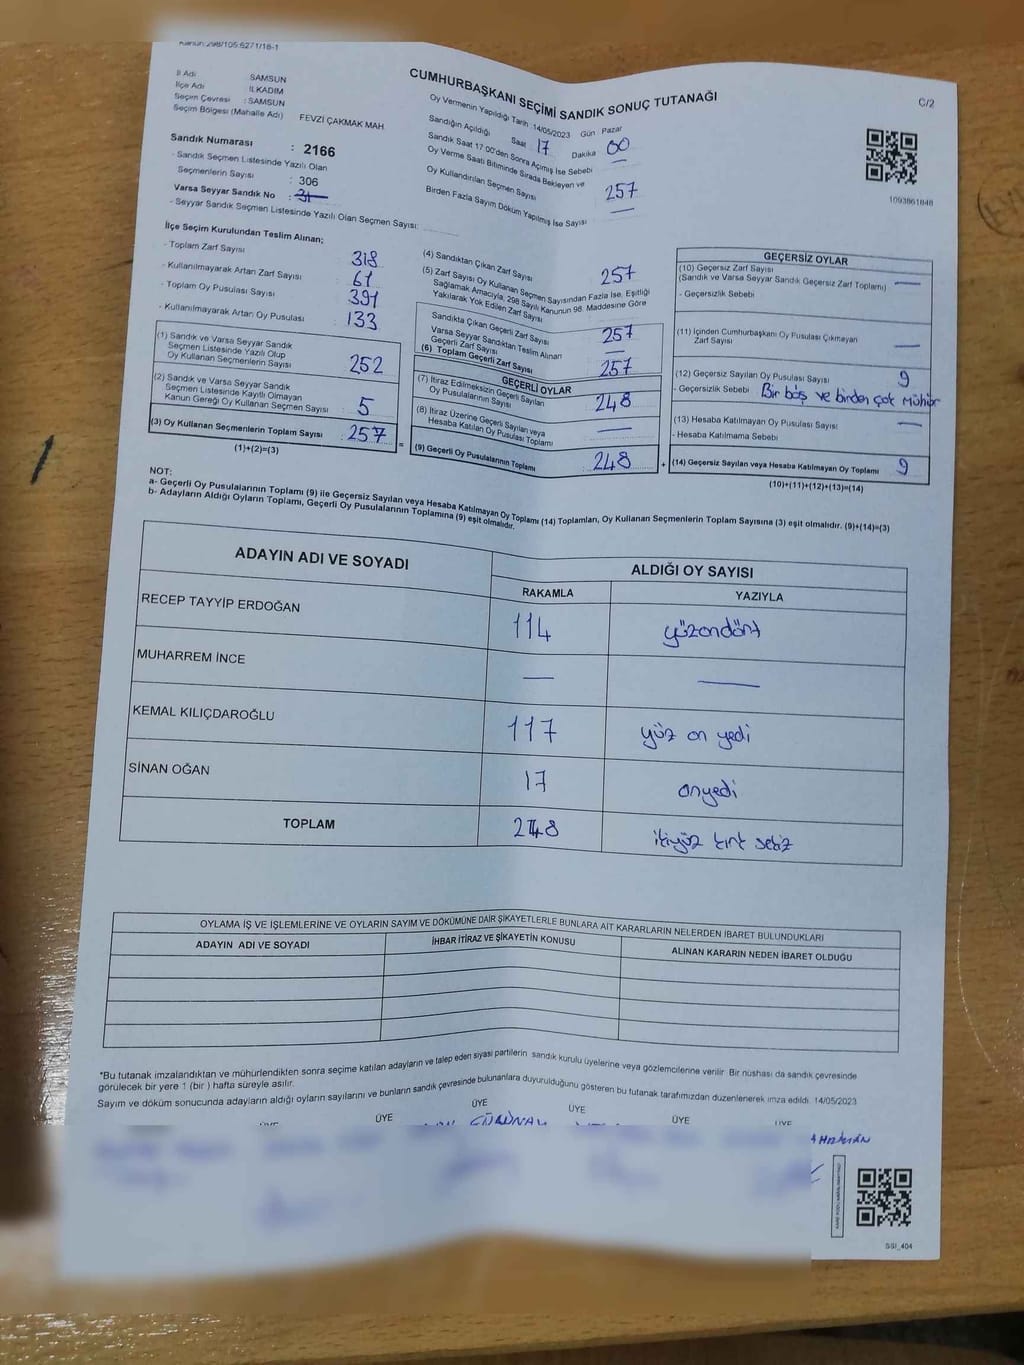 Kanun:298/105:6271/18-1
CUMHURBAŞKANI SEÇİMİ SANDIK SONUÇ TUTANAĞI
C/2
İl Adı SAMSUN
İlçe Adı İLKADIM
Seçim Çevresi : SAMSUN
Seçim Bölgesi (Mahalle Adı) FEVZİ ÇAKMAK MAH.
Sandık Numarası : 2166
- Sandık Seçmen Listesinde Yazılı Olan
Seçmenlerin Sayısı : 306
Varsa Seyyar Sandık No :
- Seyyar Sandık Seçmen Listesinde Yazılı Olan Seçmen Sayısı:
Oy Vermenin Yapıldığı Tarih : 14/05/2023 Gün : Pazar
Sandığın Açıldığı Saat 17 Dakika 00
Sandık Saat 17.00'den Sonra Açılmış İse Sebebi —
Oy Verme Saati Bitiminde Sırada Bekleyen ve
Oy Kullandırılan Seçmen Sayısı 257
Birden Fazla Sayım Döküm Yapılmış İse Sayısı —
1093861848
İlçe Seçim Kurulundan Teslim Alınan;
- Toplam Zarf Sayısı 318
- Kullanılmayarak Artan Zarf Sayısı 61
- Toplam Oy Pusulası Sayısı 391
- Kullanılmayarak Artan Oy Pusulası 133
(1) Sandık ve Varsa Seyyar Sandık
Seçmen Listesinde Yazılı Olup
Oy Kullanan Seçmenlerin Sayısı 252
(2) Sandık ve Varsa Seyyar Sandık
Seçmen Listesinde Kayıtlı Olmayan
Kanun Gereği Oy Kullanan Seçmen Sayısı 5
(3) Oy Kullanan Seçmenlerin Toplam Sayısı : 257
(1)+(2)=(3)
(4) Sandıktan Çıkan Zarf Sayısı 257
(5) Zarf Sayısı Oy Kullanan Seçmen Sayısından Fazla İse, Eşitliği
Sağlamak Amacıyla, 298 Sayılı Kanunun 98. Maddesine Göre
Yakılarak Yok Edilen Zarf Sayısı
Sandıkta Çıkan Geçerli Zarf Sayısı 257
Varsa Seyyar Sandıktan Teslim Alınan
Geçerli Zarf Sayısı —
(6) Toplam Geçerli Zarf Sayısı 257
GEÇERLİ OYLAR
(7) İtiraz Edilmeksizin Geçerli Sayılan
Oy Pusulalarının Sayısı 248
(8) İtiraz Üzerine Geçerli Sayılan veya
Hesaba Katılan Oy Pusulası Toplamı —
= (9) Geçerli Oy Pusulalarının Toplamı 248
GEÇERSİZ OYLAR
(10) Geçersiz Zarf Sayısı
(Sandık ve Varsa Seyyar Sandık Geçersiz Zarf Toplamı) —
- Geçersizlik Sebebi
(11) İçinden Cumhurbaşkanı Oy Pusulası Çıkmayan
Zarf Sayısı —
(12) Geçersiz Sayılan Oy Pusulası Sayısı 9
- Geçersizlik Sebebi Bir böş ve birden çok mühür
(13) Hesaba Katılmayan Oy Pusulası Sayısı —
- Hesaba Katılmama Sebebi
+ (14) Geçersiz Sayılan veya Hesaba Katılmayan Oy Toplamı 9
(10)+(11)+(12)+(13)=(14)
NOT:
a- Geçerli Oy Pusulalarının Toplamı (9) ile Geçersiz Sayılan veya Hesaba Katılmayan Oy Toplamı (14) Toplamları, Oy Kullanan Seçmenlerin Toplam Sayısına (3) eşit olmalıdır. (9)+(14)=(3)
b- Adayların Aldığı Oyların Toplamı, Geçerli Oy Pusulalarının Toplamına (9) eşit olmalıdır.
ADAYIN ADI VE SOYADI ALDIĞI OY SAYISI
RAKAMLA YAZIYLA
RECEP TAYYİP ERDOĞAN 114 yüzondört
MUHARREM İNCE — —
KEMAL KILIÇDAROĞLU 117 yüz on yedi
SİNAN OĞAN 17 onyedi
TOPLAM 248 ikiyüz kırk sekiz
OYLAMA İŞ VE İŞLEMLERİNE VE OYLARIN SAYIM VE DÖKÜMÜNE DAİR ŞİKAYETLERLE BUNLARA AİT KARARLARIN NELERDEN İBARET BULUNDUKLARI
ADAYIN ADI VE SOYADI İHBAR İTİRAZ VE ŞİKAYETİN KONUSU ALINAN KARARIN NEDEN İBARET OLDUĞU
*Bu tutanak imzalandıktan ve mühürlendikten sonra seçime katılan adayların ve talep eden siyasi partilerin sandık kurulu üyelerine veya gözlemcilerine verilir. Bir nüshası da sandık çevresinde
görülecek bir yere 1 (bir) hafta süreyle asılır.
Sayım ve döküm sonucunda adayların aldığı oyların sayılarını ve bunların sandık çevresinde bulunanlara duyurulduğunu gösteren bu tutanak tarafımızdan düzenlenerek imza edildi. 14/05/2023
ÜYE ÜYE ÜYE ÜYE ÜYE ÜYE
SSI_404